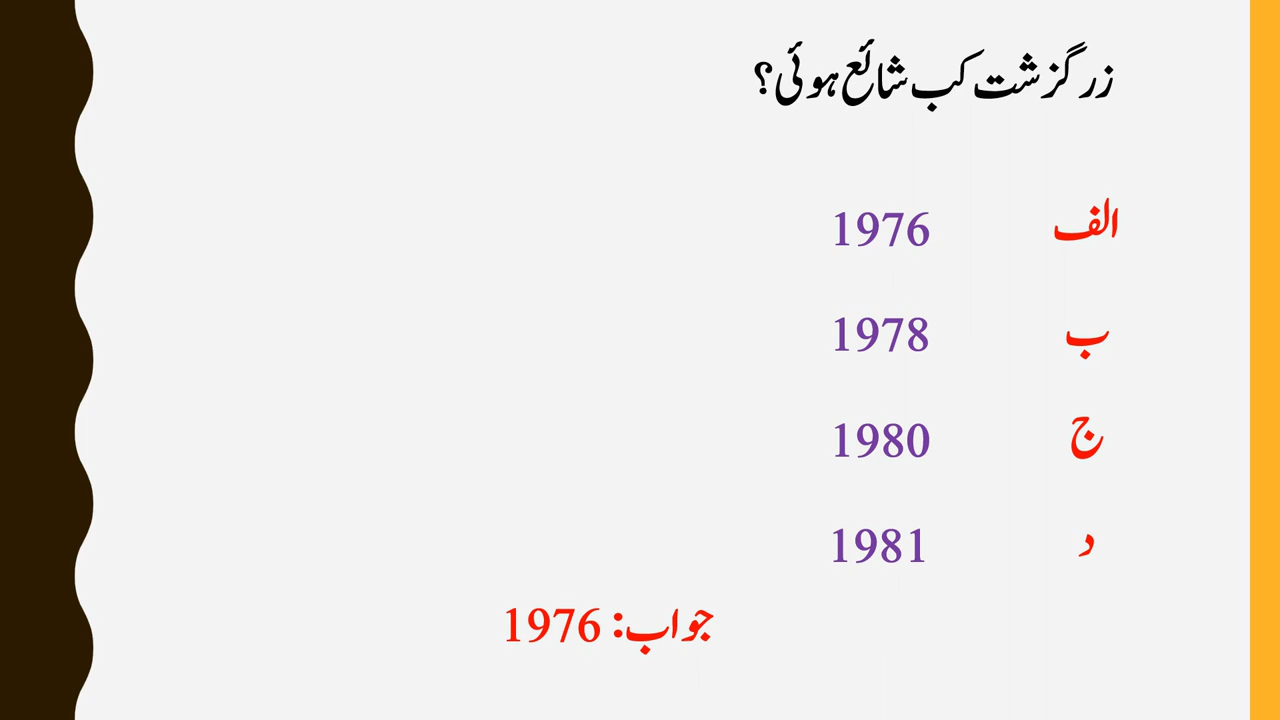 زرگزشت کب شائع ہوئی؟
الف 1976
ب 1978
ج 1980
د 1981
جواب: 1976